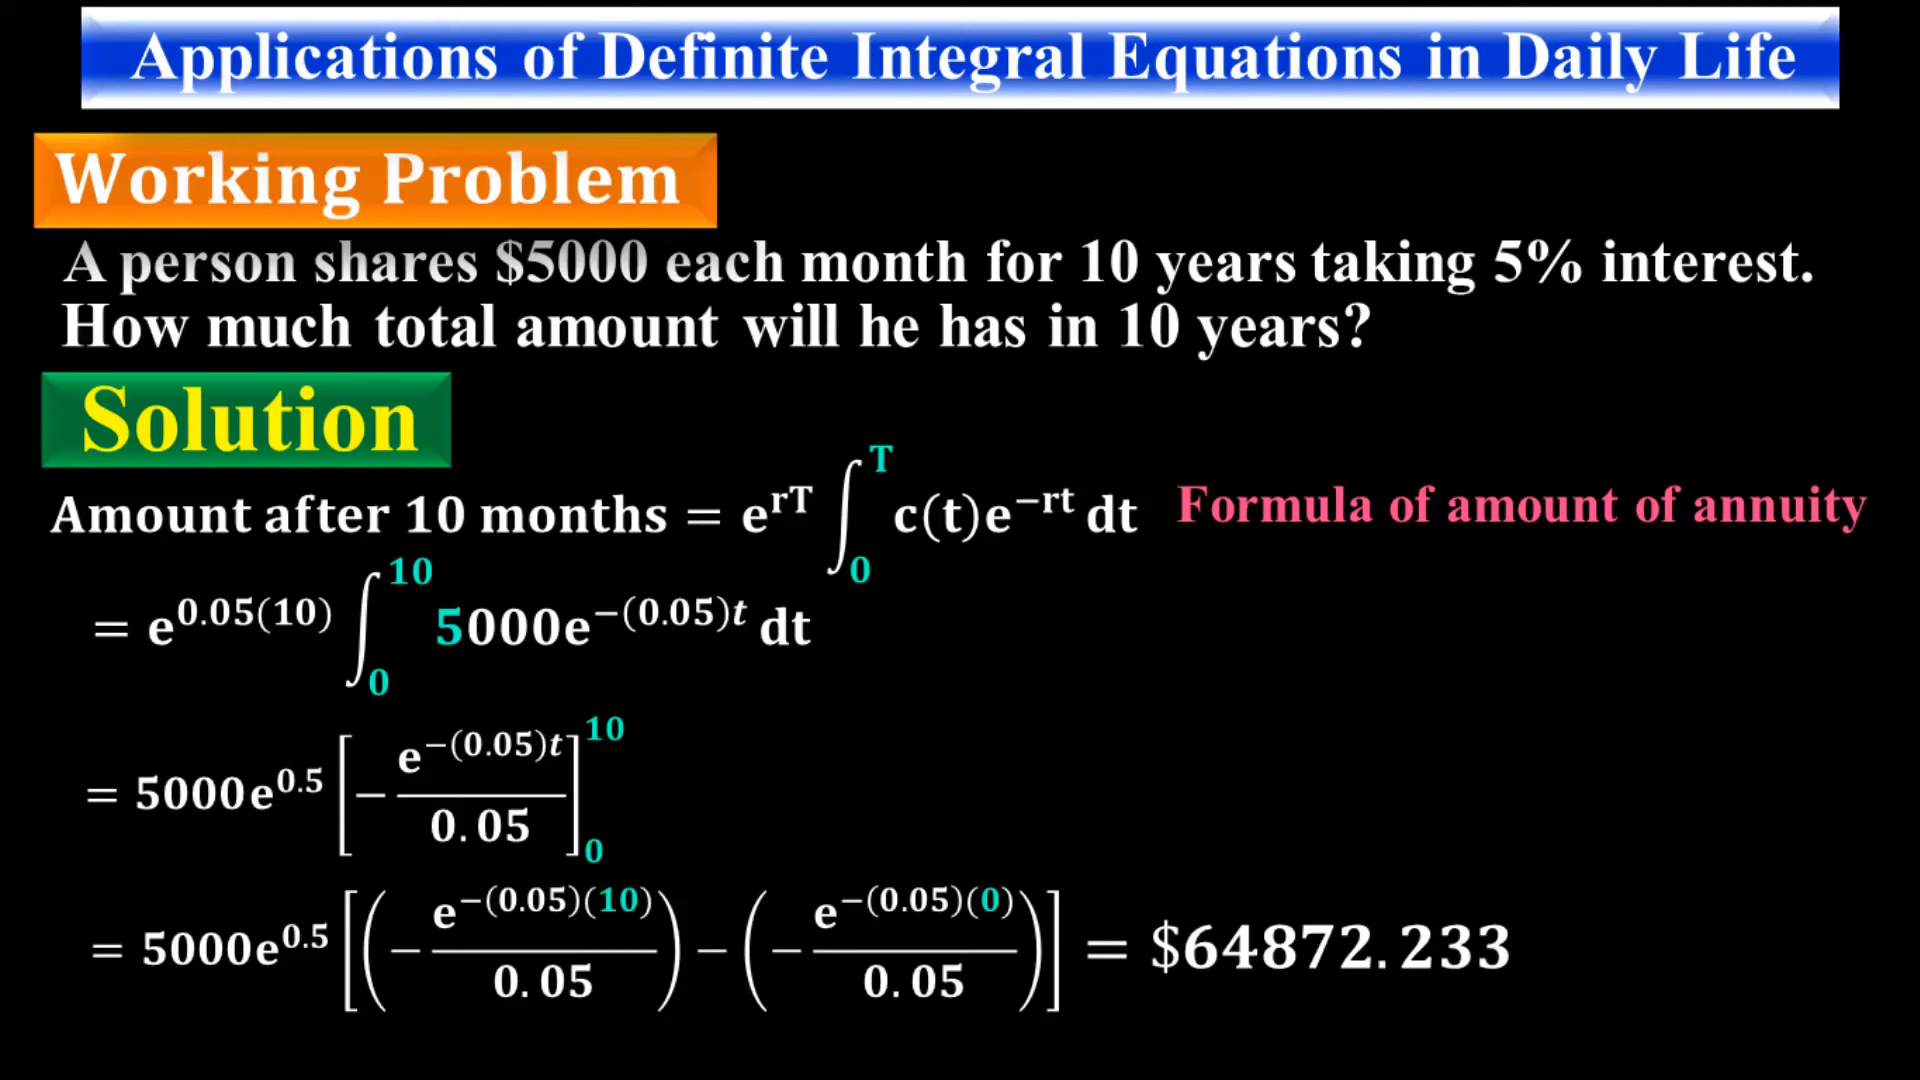 Applications of Definite Integral Equations in Daily Life
Working Problem
A person shares $5000 each month for 10 years taking 5% interest.
How much total amount will he has in 10 years?
Solution
Amount after 10 months = e^{rT} ∫_0^T c(t)e^{−rt} dt Formula of amount of annuity
= e^{0.05(10)} ∫_0^{10} 5000e^{−(0.05)t} dt
= 5000e^{0.5} [−\frac{e^{−(0.05)t}}{0.05}]_0^{10}
= 5000e^{0.5} [(−\frac{e^{−(0.05)(10)}}{0.05}) − (−\frac{e^{−(0.05)(0)}}{0.05})] = $64872.233